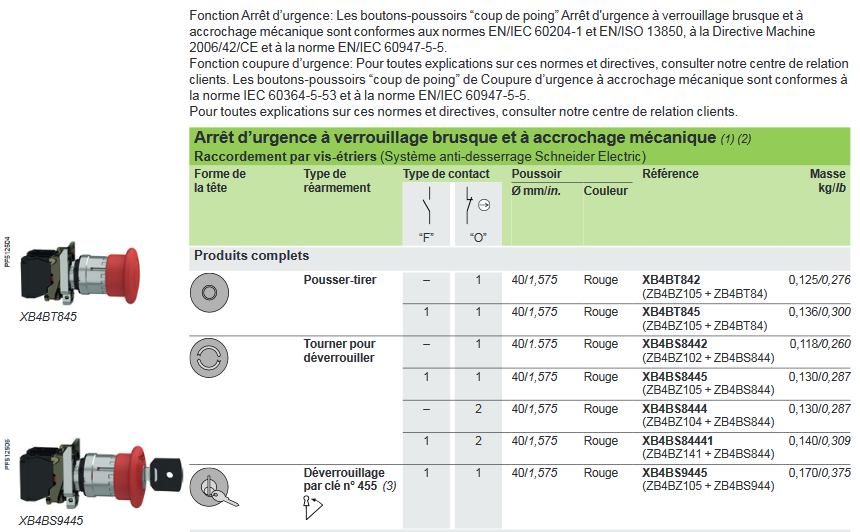 Fonction Arrêt d'urgence: Les boutons-poussoirs “coup de poing” Arrêt d'urgence à verrouillage brusque et à
accrochage mécanique sont conformes aux normes EN/IEC 60204-1 et EN/ISO 13850, à la Directive Machine
2006/42/CE et à la norme EN/IEC 60947-5-5.
Fonction coupure d'urgence: Pour toutes explications sur ces normes et directives, consulter notre centre de relation
clients. Les boutons-poussoirs “coup de poing” de Coupure d'urgence à accrochage mécanique sont conformes à
la norme IEC 60364-5-53 et à la norme EN/IEC 60947-5-5.
Pour toutes explications sur ces normes et directives, consulter notre centre de relation clients.
Arrêt d'urgence à verrouillage brusque et à accrochage mécanique (1) (2)
Raccordement par vis-étriers (Système anti-desserrage Schneider Electric)
Forme de la tête Type de réarmement Type de contact Poussoir Référence Masse
Ø mm/in. Couleur kg/lb
“F” “O”
Produits complets
Pousser-tirer – 1 40/1,575 Rouge XB4BT842 0,125/0,276
(ZB4BZ105 + ZB4BT84)
1 1 40/1,575 Rouge XB4BT845 0,136/0,300
(ZB4BZ105 + ZB4BT84)
Tourner pour déverrouiller – 1 40/1.575 Rouge XB4BS8442 0,118/0,260
(ZB4BZ102 + ZB4BS844)
1 1 40/1,575 Rouge XB4BS8445 0,130/0,287
(ZB4BZ105 + ZB4BS844)
– 2 40/1,575 Rouge XB4BS8444 0,130/0,287
(ZB4BZ104 + ZB4BS844)
1 2 40/1,575 Rouge XB4BS84441 0,140/0,309
(ZB4BZ141 + ZB4BS844)
Déverrouillage par clé n° 455 (3) 1 1 40/1,575 Rouge XB4BS9445 0,170/0,375
(ZB4BZ105 + ZB4BS944)
XB4BT845
XB4BS9445